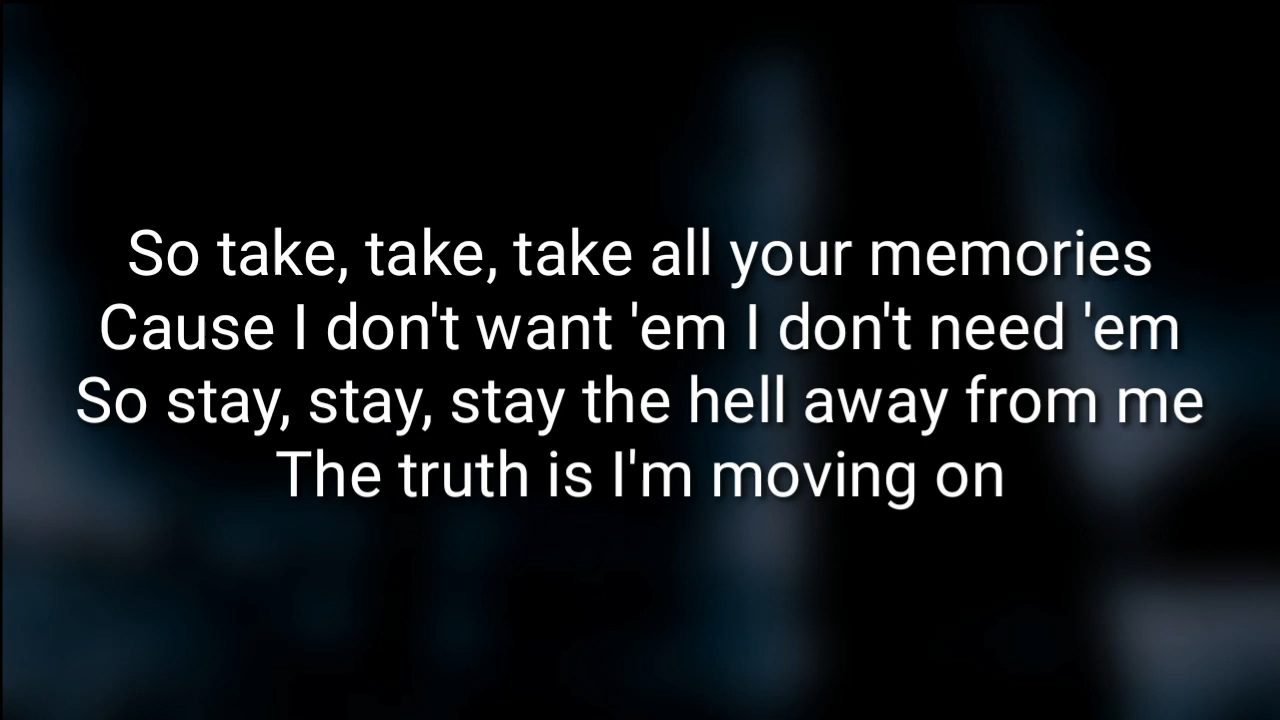 So take, take, take all your memories
Cause I don't want 'em I don't need 'em
So stay, stay, stay the hell away from me
The truth is I'm moving on